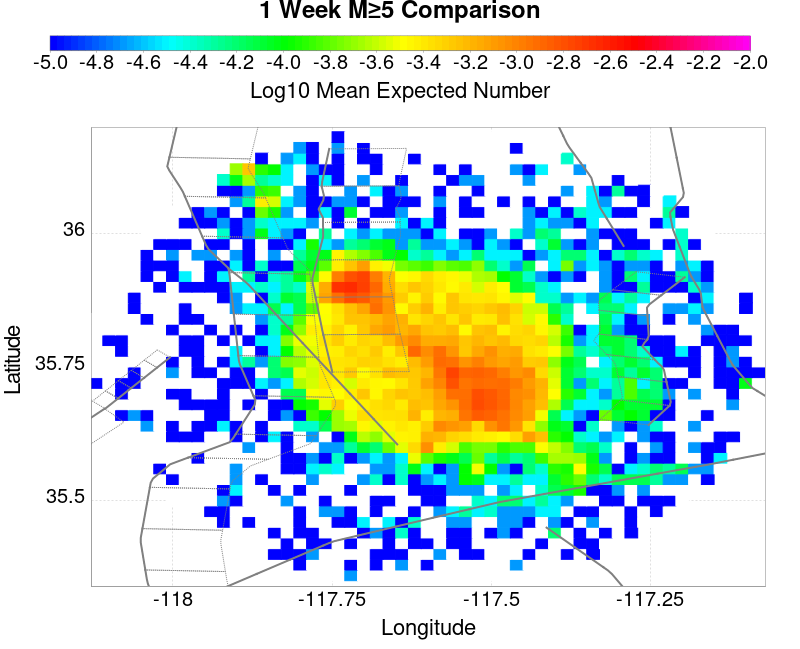 1 Week M≥5 Comparison
-5.0 -4.8 -4.6 -4.4 -4.2 -4.0 -3.8 -3.6 -3.4 -3.2 -3.0 -2.8 -2.6 -2.4 -2.2 -2.0
Log10 Mean Expected Number
36
35.75
35.5
Latitude
-118 -117.75 -117.5 -117.25
Longitude